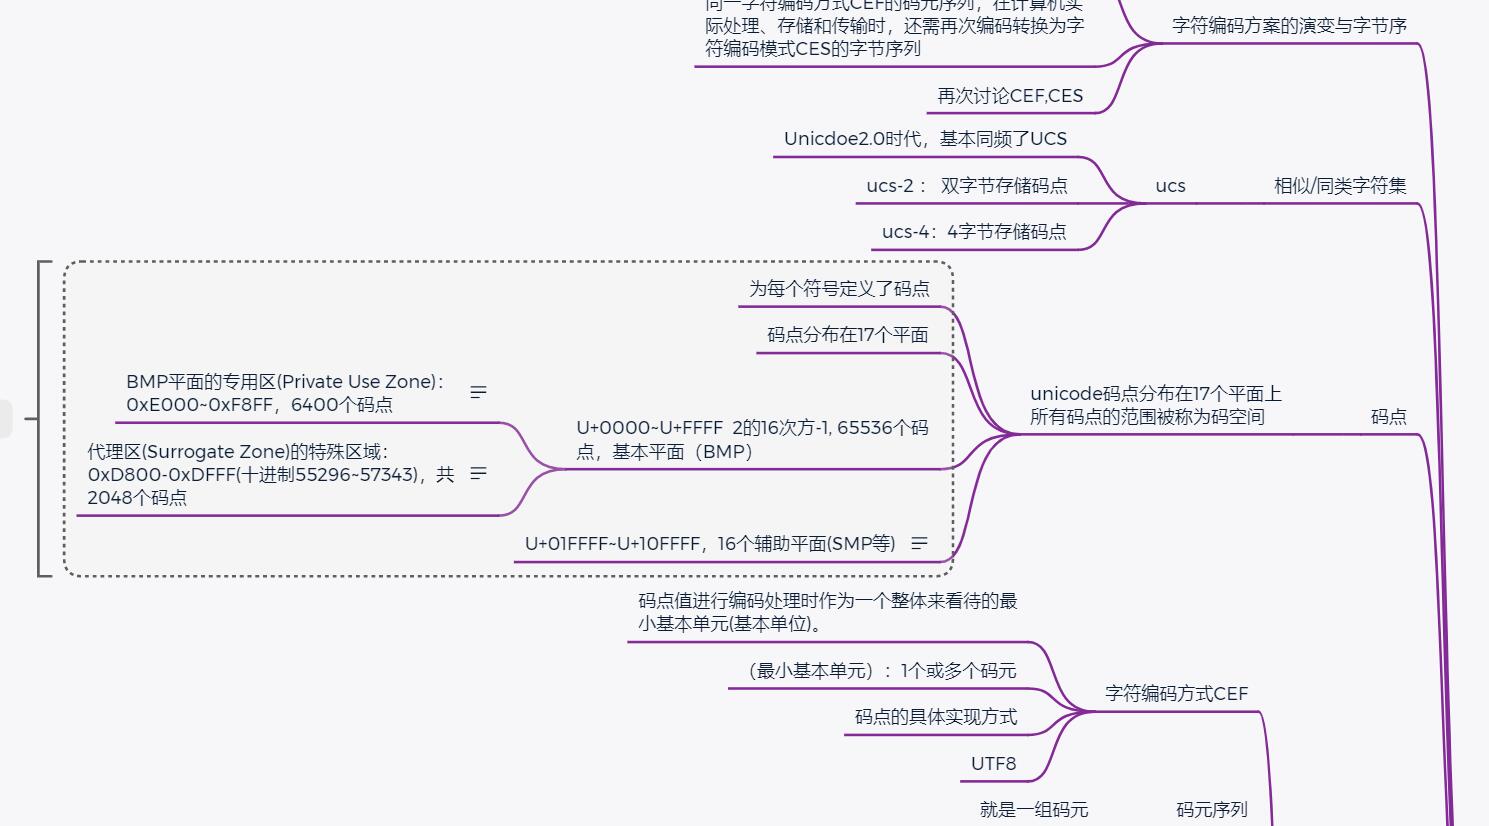 同一字符编码方式CEF的码元序列，在计算机实
际处理、存储和传输时，还需再次编码转换为字
符编码模式CES的字节序列
字符编码方案的演变与字节序
再次讨论CEF,CES
Unicdoe2.0时代，基本同频了UCS
ucs-2： 双字节存储码点
ucs
相似/同类字符集
ucs-4：4字节存储码点
为每个符号定义了码点
码点分布在17个平面
BMP平面的专用区(Private Use Zone)：
0xE000~0xF8FF，6400个码点
代理区(Surrogate Zone)的特殊区域：
0xD800-0xDFFF(十进制55296~57343)，共
2048个码点
U+0000~U+FFFF 2的16次方-1, 65536个码
点，基本平面（BMP）
unicode码点分布在17个平面上
所有码点的范围被称为码空间
码点
U+01FFFF~U+10FFFF，16个辅助平面(SMP等)
码点值进行编码处理时作为一个整体来看待的最
小基本单元(基本单位)。
（最小基本单元）：1个或多个码元
字符编码方式CEF
码点的具体实现方式
UTF8
就是一组码元
码元序列